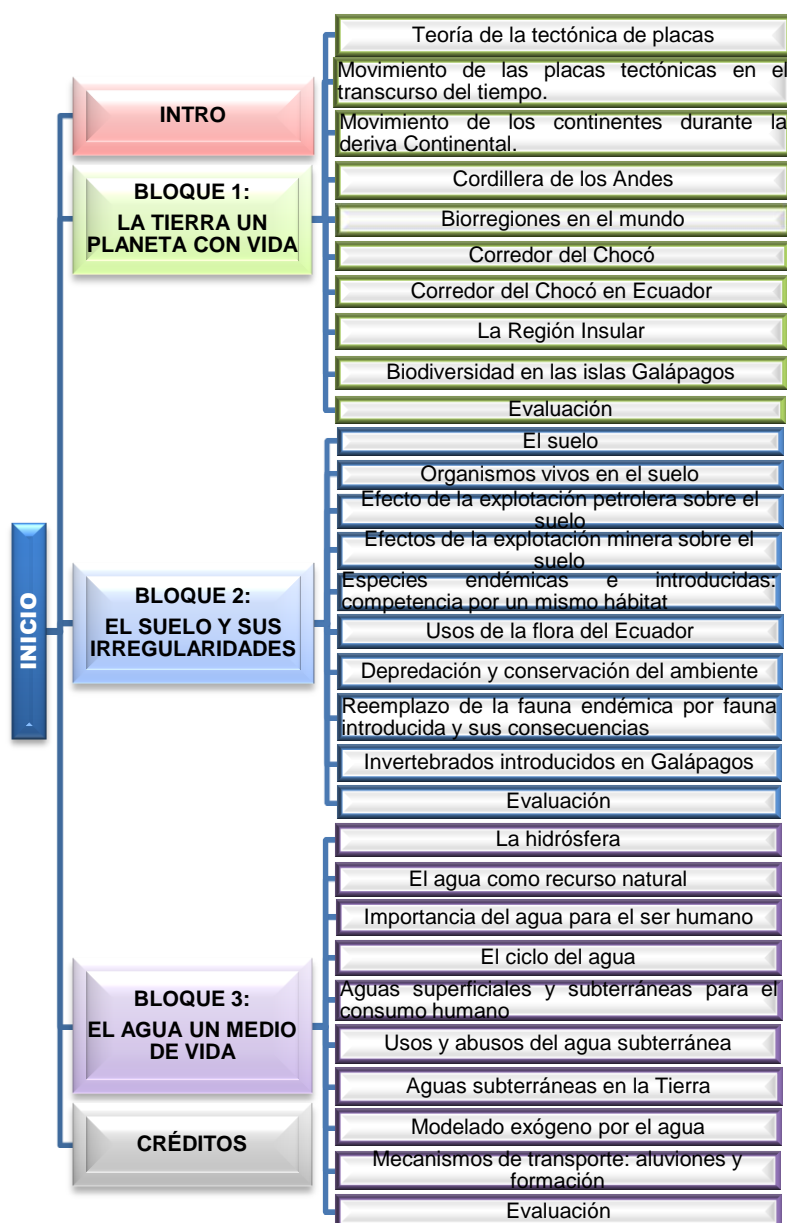 INICIO
INTRO
BLOQUE 1:
LA TIERRA UN
PLANETA CON VIDA
Teoría de la tectónica de placas
Movimiento de las placas tectónicas en el
transcurso del tiempo.
Movimiento de los continentes durante la
deriva Continental.
Cordillera de los Andes
Biorregiones en el mundo
Corredor del Chocó
Corredor del Chocó en Ecuador
La Región Insular
Biodiversidad en las islas Galápagos
Evaluación
BLOQUE 2:
EL SUELO Y SUS
IRREGULARIDADES
El suelo
Organismos vivos en el suelo
Efecto de la explotación petrolera sobre el
suelo
Efectos de la explotación minera sobre el
suelo
Especies endémicas e introducidas:
competencia por un mismo hábitat
Usos de la flora del Ecuador
Depredación y conservación del ambiente
Reemplazo de la fauna endémica por fauna
introducida y sus consecuencias
Invertebrados introducidos en Galápagos
Evaluación
BLOQUE 3:
EL AGUA UN MEDIO
DE VIDA
La hidrósfera
El agua como recurso natural
Importancia del agua para el ser humano
El ciclo del agua
Aguas superficiales y subterráneas para el
consumo humano
Usos y abusos del agua subterránea
Aguas subterráneas en la Tierra
Modelado exógeno por el agua
Mecanismos de transporte: aluviones y
formación
Evaluación
CRÉDITOS